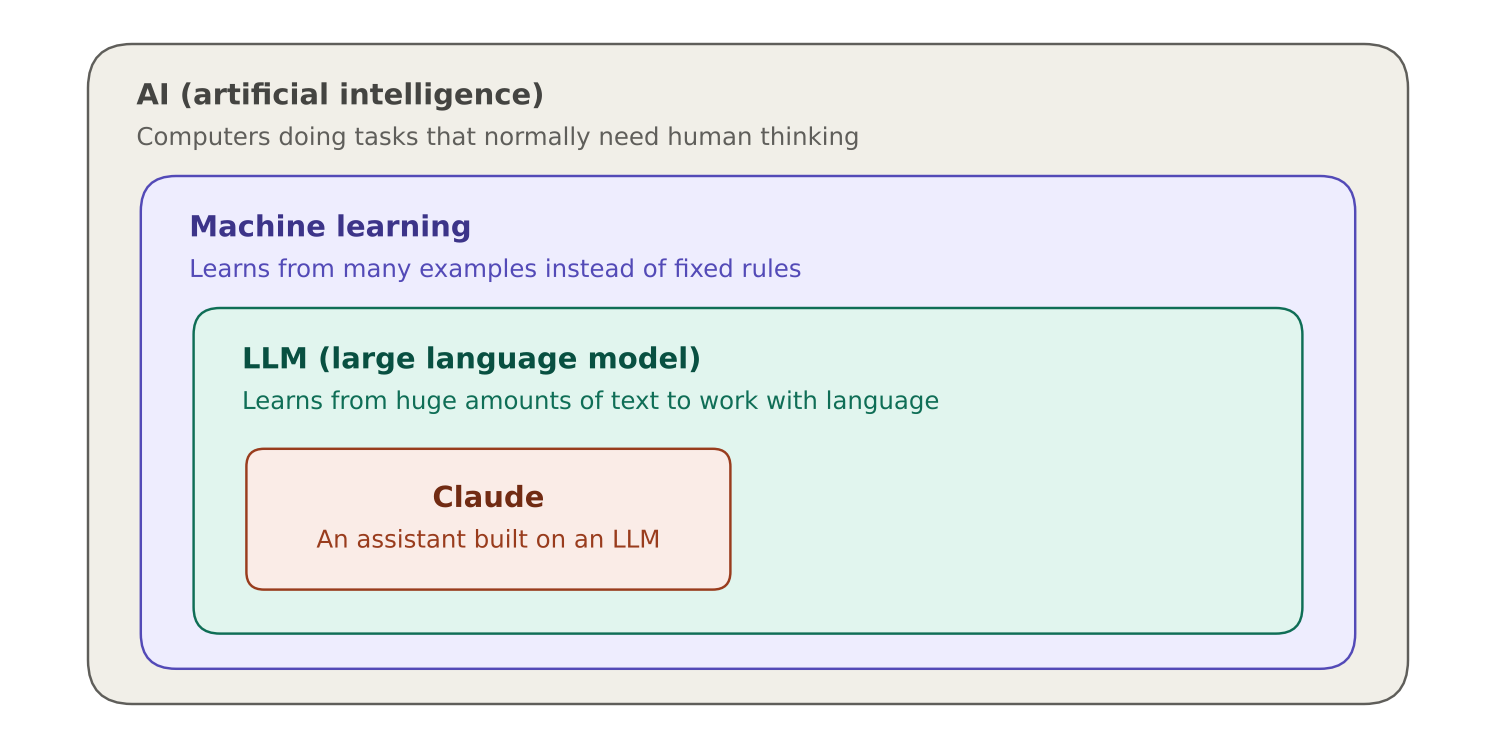 AI (artificial intelligence)
Computers doing tasks that normally need human thinking
Machine learning
Learns from many examples instead of fixed rules
LLM (large language model)
Learns from huge amounts of text to work with language
Claude
An assistant built on an LLM